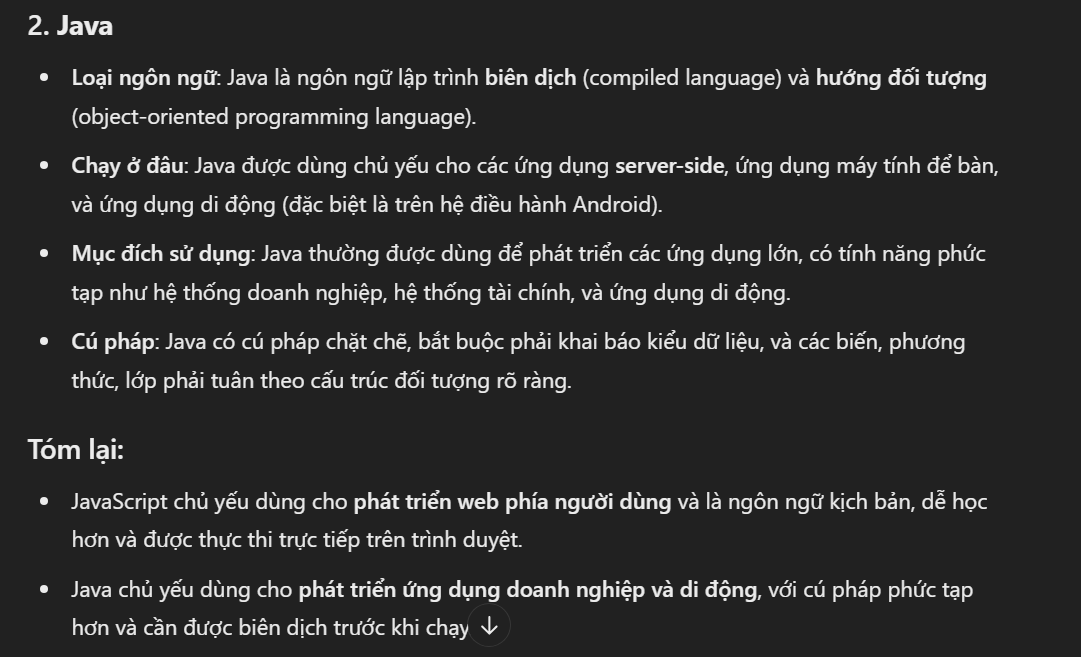 2. Java
Loại ngôn ngữ: Java là ngôn ngữ lập trình biên dịch (compiled language) và hướng đối tượng
(object-oriented programming language).
Chạy ở đâu: Java được dùng chủ yếu cho các ứng dụng server-side, ứng dụng máy tính để bàn,
và ứng dụng di động (đặc biệt là trên hệ điều hành Android).
Mục đích sử dụng: Java thường được dùng để phát triển các ứng dụng lớn, có tính năng phức
tạp như hệ thống doanh nghiệp, hệ thống tài chính, và ứng dụng di động.
Cú pháp: Java có cú pháp chặt chẽ, bắt buộc phải khai báo kiểu dữ liệu, và các biến, phương
thức, lớp phải tuân theo cấu trúc đối tượng rõ ràng.
Tóm lại:
JavaScript chủ yếu dùng cho phát triển web phía người dùng và là ngôn ngữ kịch bản, dễ học
hơn và được thực thi trực tiếp trên trình duyệt.
Java chủ yếu dùng cho phát triển ứng dụng doanh nghiệp và di động, với cú pháp phức tạp
hơn và cần được biên dịch trước khi chạy